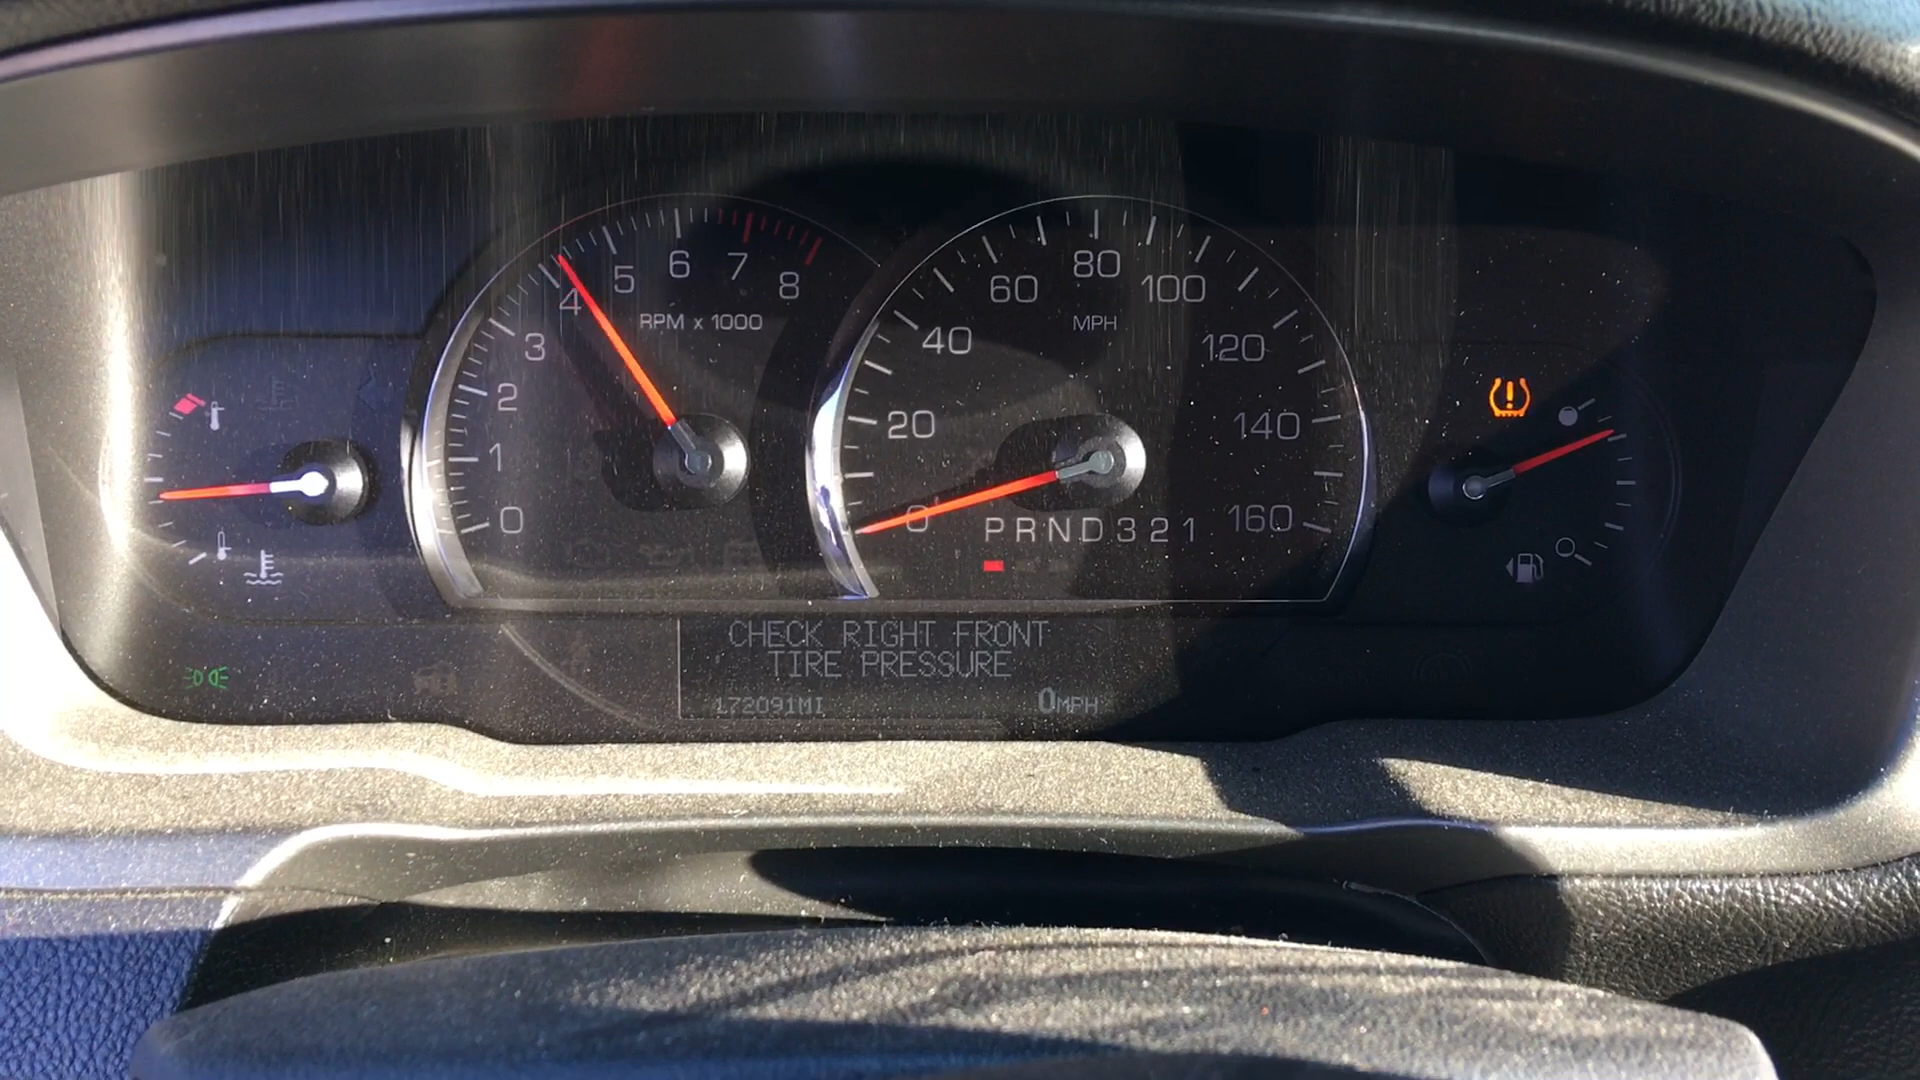 0 1 2 3 4 5 6 7 8
RPM x 1000
0 20 40 60 80 100 120 140 160
MPH
PRND321
CHECK RIGHT FRONT
TIRE PRESSURE
172091MI 0MPH